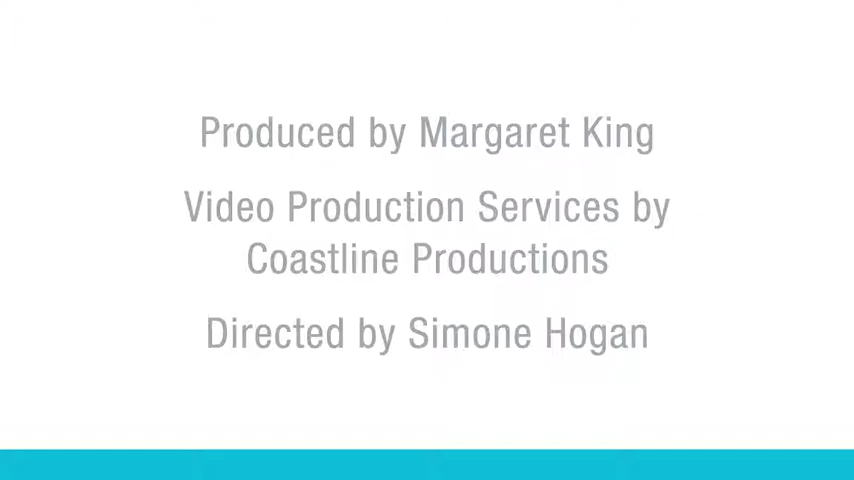 Produced by Margaret King
Video Production Services by
Coastline Productions
Directed by Simone Hogan